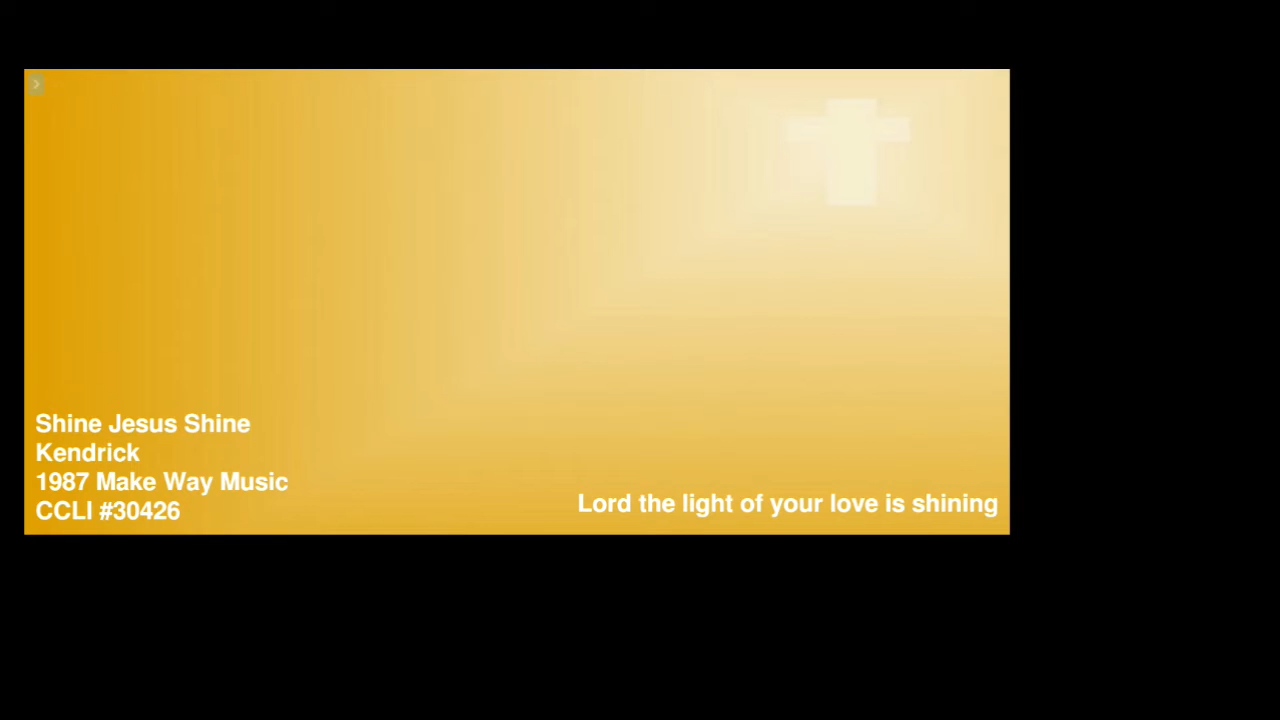 Shine Jesus Shine
Kendrick
1987 Make Way Music
CCLI #30426
Lord the light of your love is shining